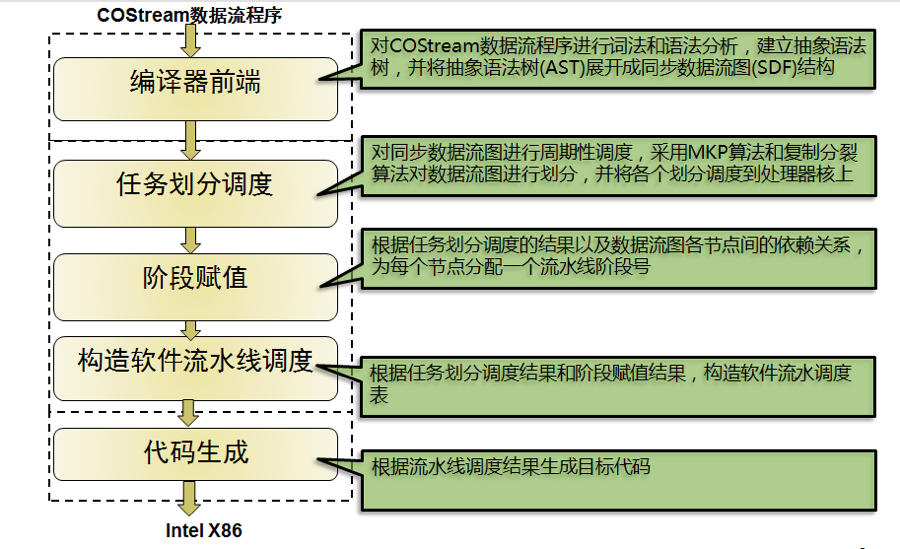 COStream数据流程序
编译器前端
对COStream数据流程序进行词法和语法分析，建立抽象语法
树，并将抽象语法树(AST)展开成同步数据流图(SDF)结构
任务划分调度
对同步数据流图进行周期性调度，采用MKP算法和复制分裂
算法对数据流图进行划分，并将各个划分调度到处理器核上
阶段赋值
根据任务划分调度的结果以及数据流图各节点间的依赖关系，
为每个节点分配一个流水线阶段号
构造软件流水线调度
根据任务划分调度结果和阶段赋值结果，构造软件流水调度
表
代码生成
根据流水线调度结果生成目标代码
Intel X86